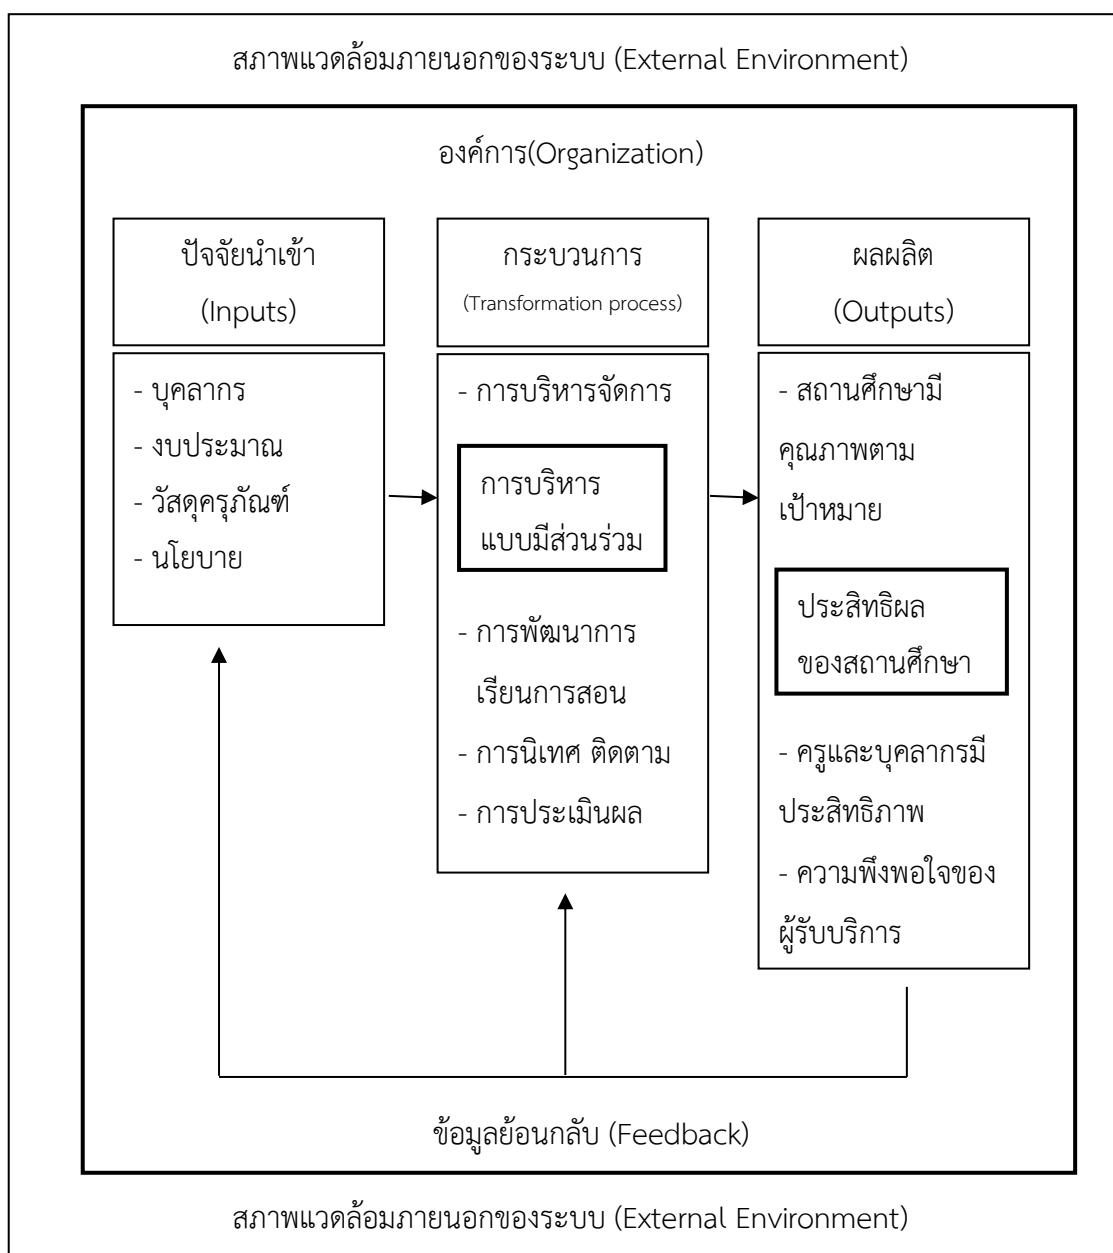 สภาพแวดล้อมภายนอกของระบบ (External Environment)
องค์การ(Organization)
ปัจจัยนำเข้า
(Inputs)
- บุคลากร
- งบประมาณ
- วัสดุครุภัณฑ์
- นโยบาย
กระบวนการ
(Transformation process)
- การบริหารจัดการ
การบริหาร
แบบมีส่วนร่วม
- การพัฒนาการ
เรียนการสอน
- การนิเทศ ติดตาม
- การประเมินผล
ผลผลิต
(Outputs)
- สถานศึกษามี
คุณภาพตาม
เป้าหมาย
ประสิทธิผล
ของสถานศึกษา
- ครูและบุคลากรมี
ประสิทธิภาพ
- ความพึงพอใจของ
ผู้รับบริการ
ข้อมูลย้อนกลับ (Feedback)
สภาพแวดล้อมภายนอกของระบบ (External Environment)